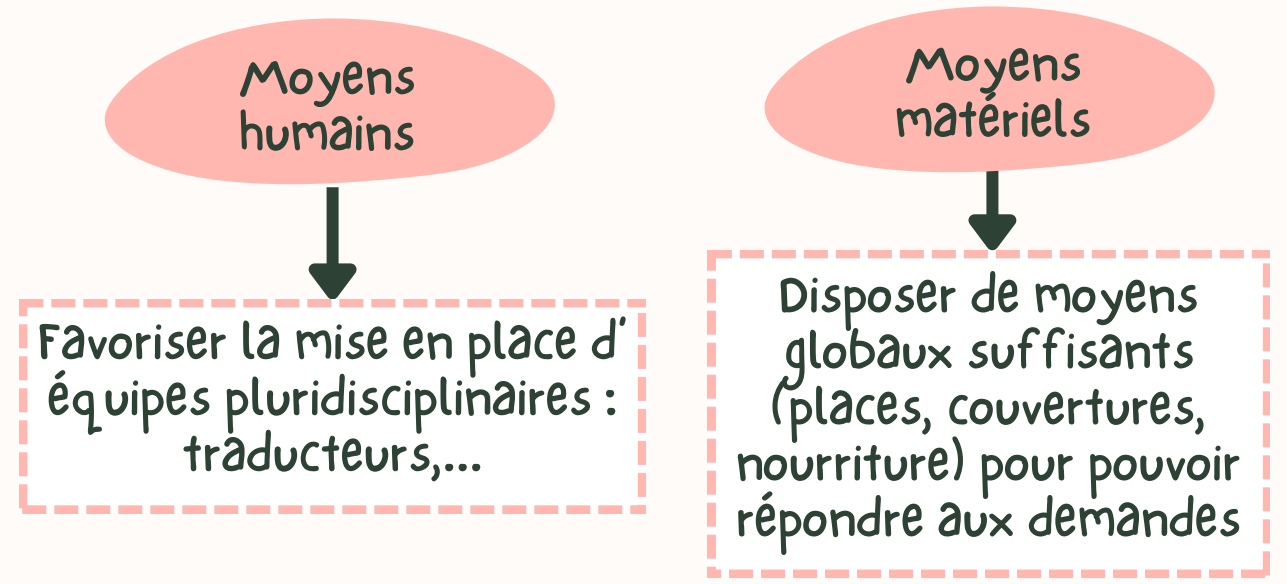 Moyens
humains
Favoriser la mise en place d'
équipes pluridisciplinaires :
traducteurs,...
Moyens
matériels
Disposer de moyens
globaux suffisants
(places, couvertures,
nourriture) pour pouvoir
répondre aux demandes